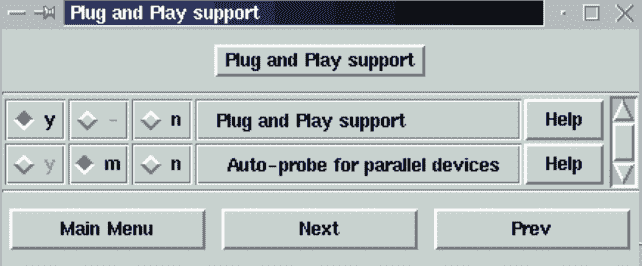 Plug and Play support
Plug and Play support
y - n Plug and Play support Help
y m n Auto-probe for parallel devices Help
Main Menu Next Prev